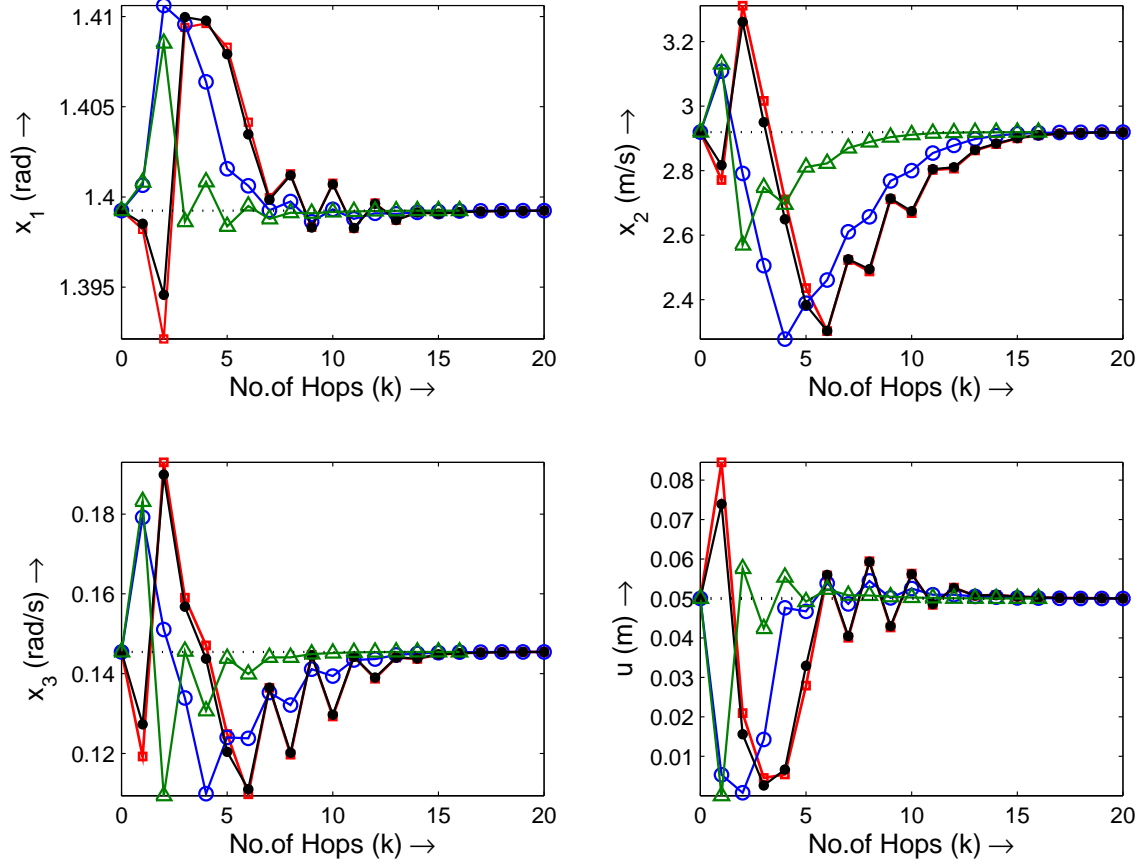 1.41
1.405
1.4
1.395
x_1 (rad) →
0 5 10 15 20
No.of Hops (k) →
3.2
3
2.8
2.6
2.4
x_2 (m/s) →
0 5 10 15 20
No.of Hops (k) →
0.18
0.16
0.14
0.12
x_3 (rad/s) →
0 5 10 15 20
No.of Hops (k) →
0.08
0.07
0.06
0.05
0.04
0.03
0.02
0.01
u (m) →
0 5 10 15 20
No.of Hops (k) →